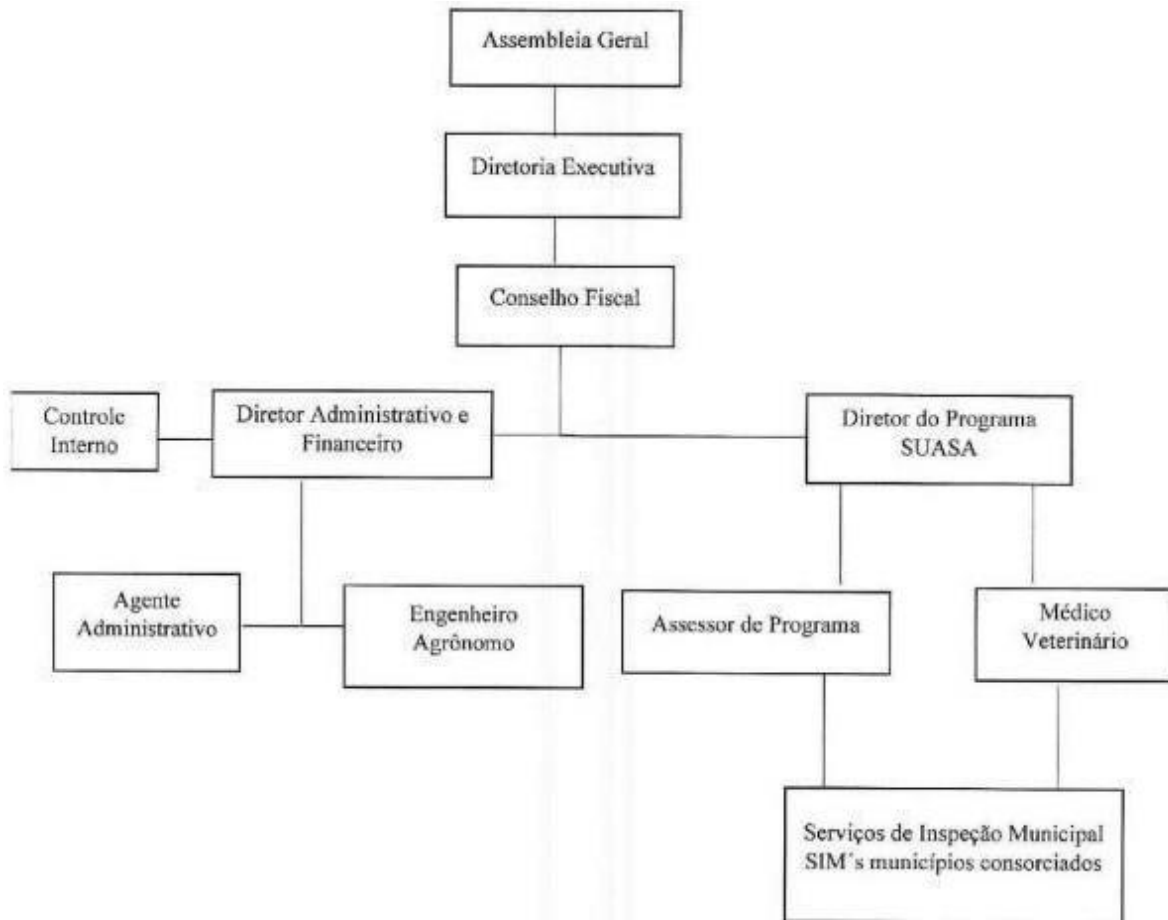 Assembleia Geral
Diretoria Executiva
Conselho Fiscal
Controle
Interno
Diretor Administrativo e
Financeiro
Diretor do Programa
SUASA
Agente
Administrativo
Engenheiro
Agrônomo
Assessor de Programa
Médico
Veterinário
Serviços de Inspeção Municipal
SIM´s municípios consorciados